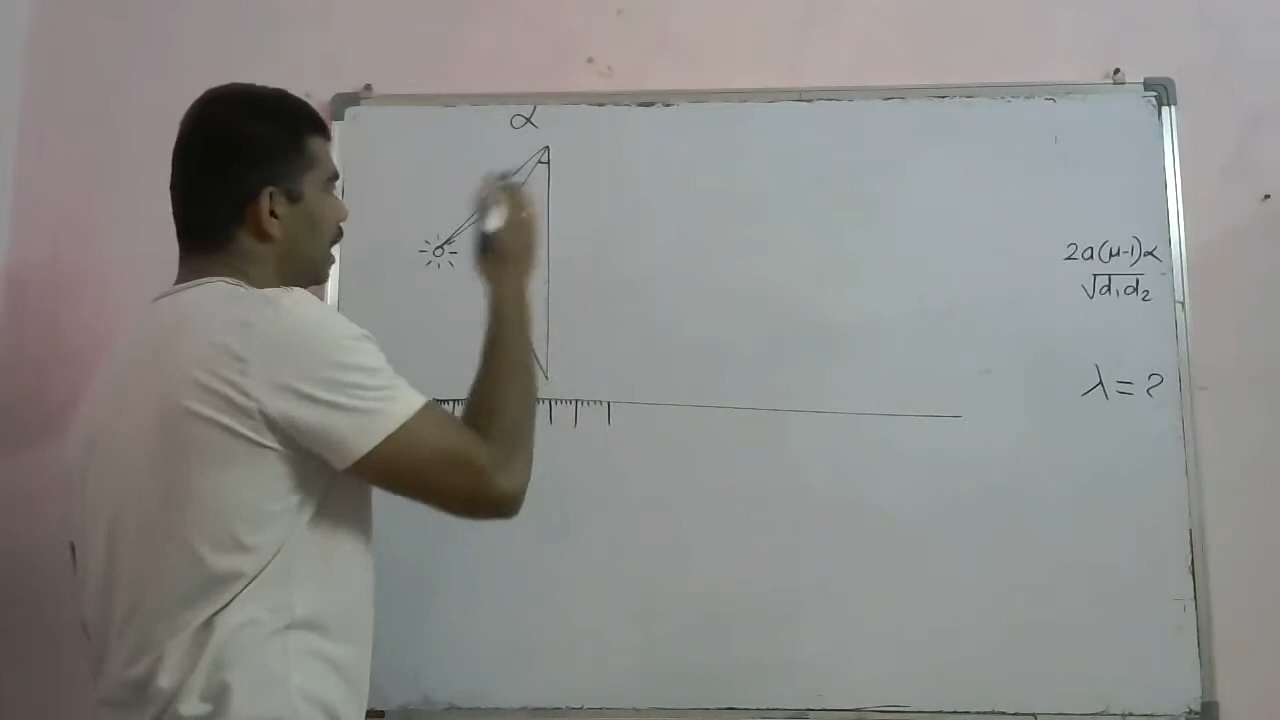 α
2a(μ-1)α
√d₁d₂
λ = ?